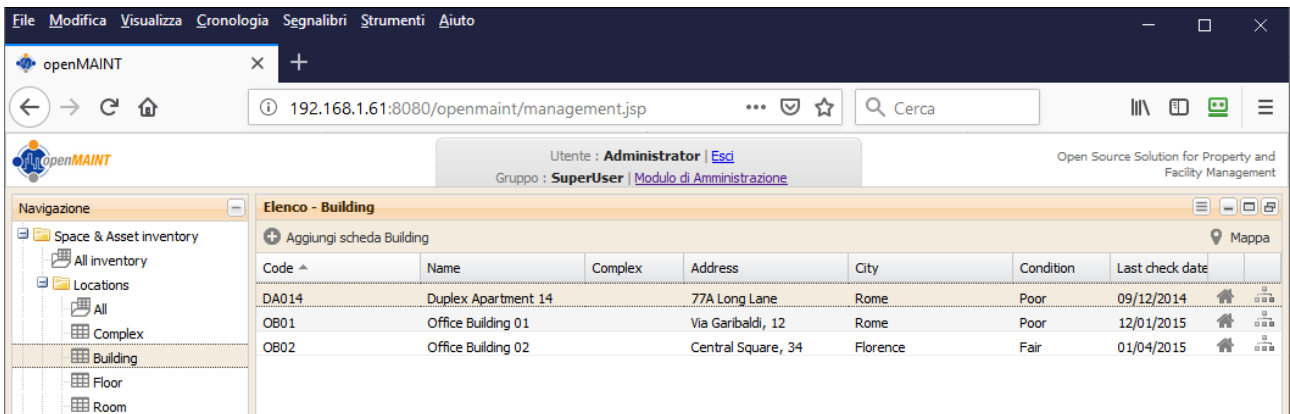 File Modifica Visualizza Cronologia Segnalibri Strumenti Aiuto
openMAINT
192.168.1.61:8080/openmaint/management.jsp
Cerca
openMAINT
Utente : Administrator | Esci
Gruppo : SuperUser | Modulo di Amministrazione
Open Source Solution for Property and
Facility Management
Navigazione
Space & Asset inventory
All inventory
Locations
All
Complex
Building
Floor
Room
Elenco - Building
Aggiungi scheda Building
Mappa
Code Name Complex Address City Condition Last check date
DA014 Duplex Apartment 14 77A Long Lane Rome Poor 09/12/2014
OB01 Office Building 01 Via Garibaldi, 12 Rome Poor 12/01/2015
OB02 Office Building 02 Central Square, 34 Florence Fair 01/04/2015